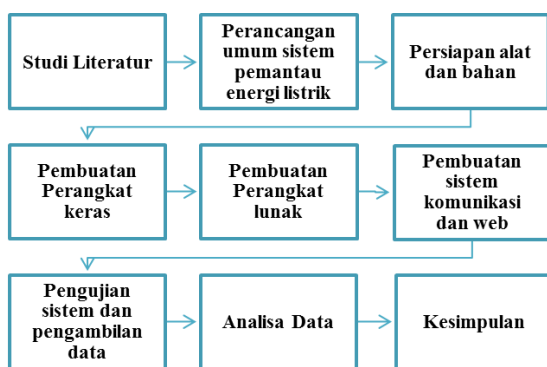 Studi Literatur
Perancangan
umum sistem
pemantau
energi listrik
Persiapan alat
dan bahan
Pembuatan
Perangkat
keras
Pembuatan
Perangkat
lunak
Pembuatan
sistem
komunikasi
dan web
Pengujian
sistem dan
pengambilan
data
Analisa Data
Kesimpulan